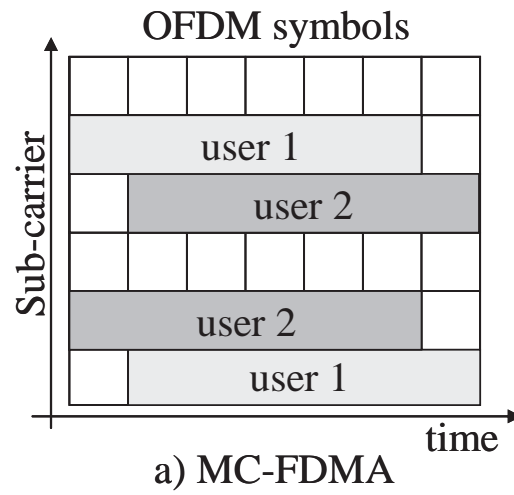 OFDM symbols
Sub-carrier
user 1
user 2
user 2
user 1
time
a) MC-FDMA